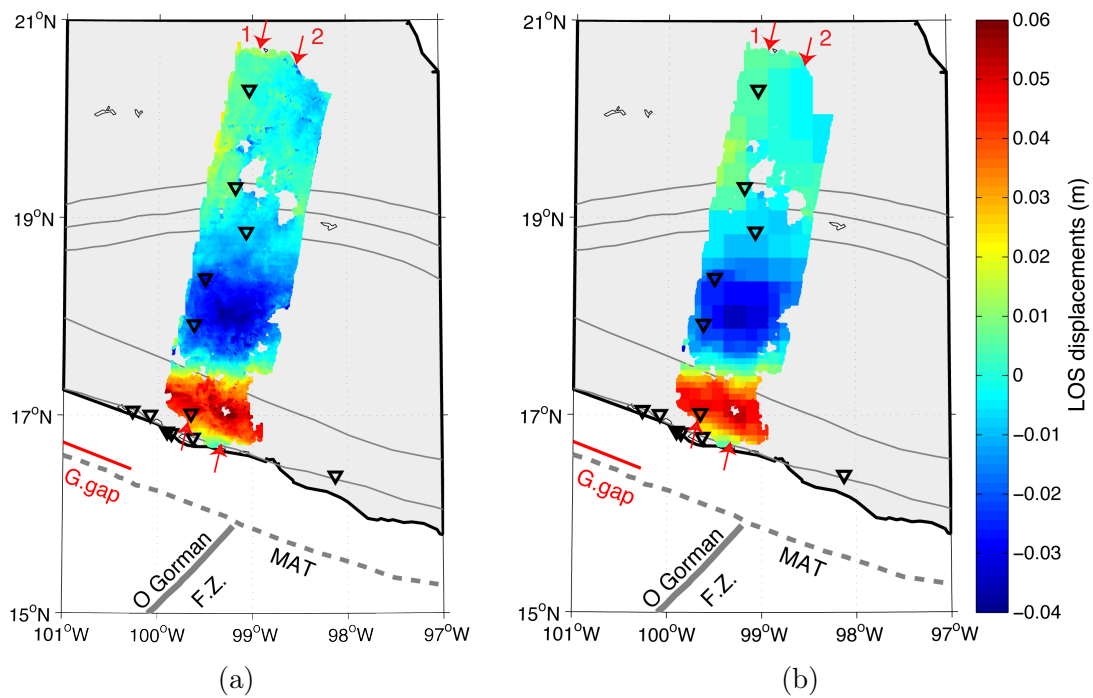 21°N
19°N
17°N
15°N
101°W
100°W
99°W
98°W
97°W
1
2
G.gap
O Gorman
F.Z.
MAT
(a)
21°N
19°N
17°N
15°N
101°W
100°W
99°W
98°W
97°W
1
2
G.gap
O Gorman
F.Z.
MAT
(b)
0.06
0.05
0.04
0.03
0.02
0.01
0
−0.01
−0.02
−0.03
−0.04
LOS displacements (m)